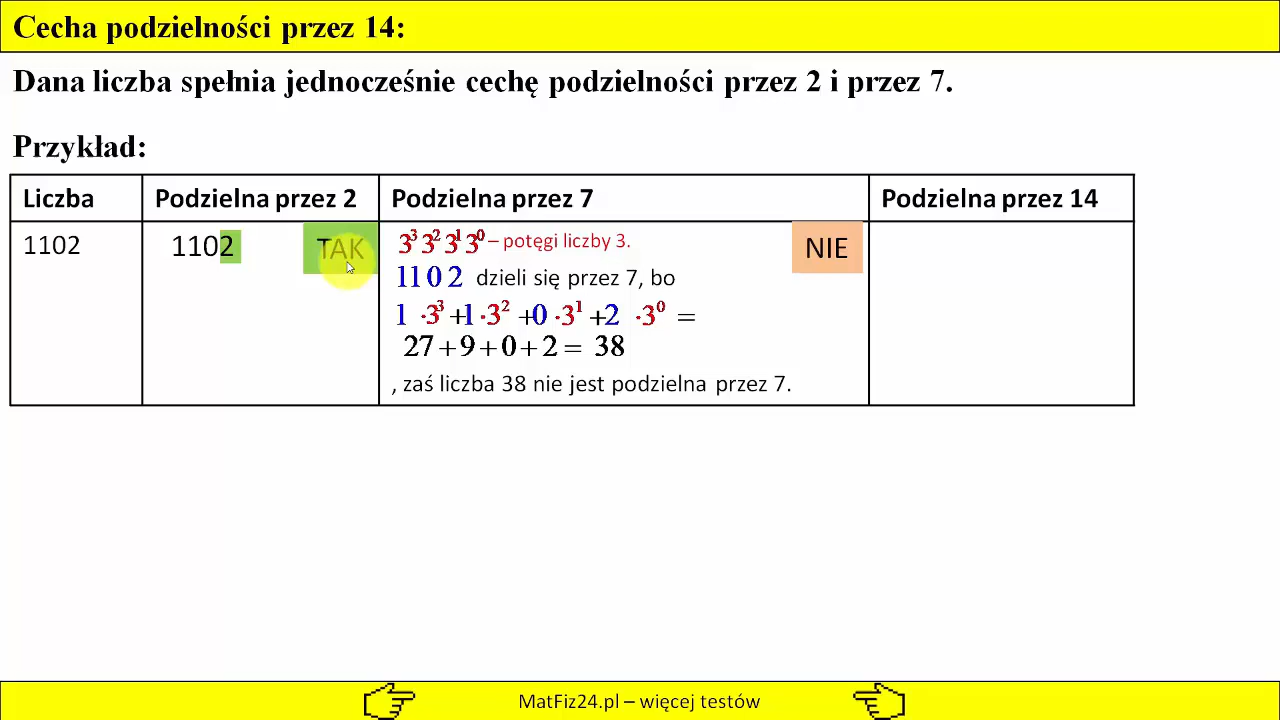 Cecha podzielności przez 14:
Dana liczba spełnia jednocześnie cechę podzielności przez 2 i przez 7.
Przykład:
Liczba Podzielna przez 2 Podzielna przez 7 Podzielna przez 14
1102 1102 TAK 3³ 3² 3¹ 3⁰ – potęgi liczby 3. NIE
11 0 2 dzieli się przez 7, bo
1 ·3³ +1 ·3² +0 ·3¹ +2 ·3⁰ =
27 + 9 + 0 + 2 = 38
, zaś liczba 38 nie jest podzielna przez 7.
MatFiz24.pl – więcej testów